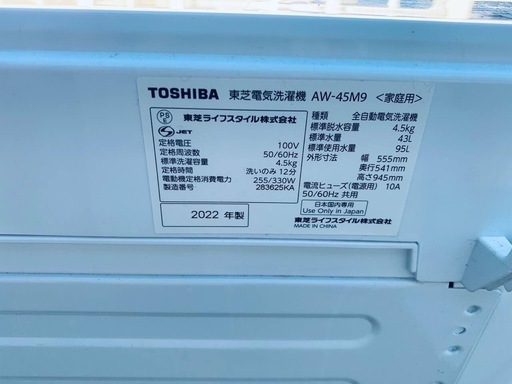 TOSHIBA 東芝電気洗濯機 AW-45M9 <家庭用>
PS E JET
東芝ライフスタイル株式会社
定格電圧 100V
定格周波数 50/60Hz
標準洗濯容量 4.5kg
定格時間 洗いのみ 12分
電動機定格消費電力 255/330W
製造番号 283625KA
2022 年製
種類 全自動電気洗濯機
標準脱水容量 4.5kg
標準水量 43L
標準使用水量 95L
外形寸法 幅 555mm
奥行541mm
高さ945mm
電流ヒューズ(電源用) 10A
50/60Hz 共用
日本国内専用
Use Only in Japan
東芝ライフスタイル株式会社
MADE IN CHINA